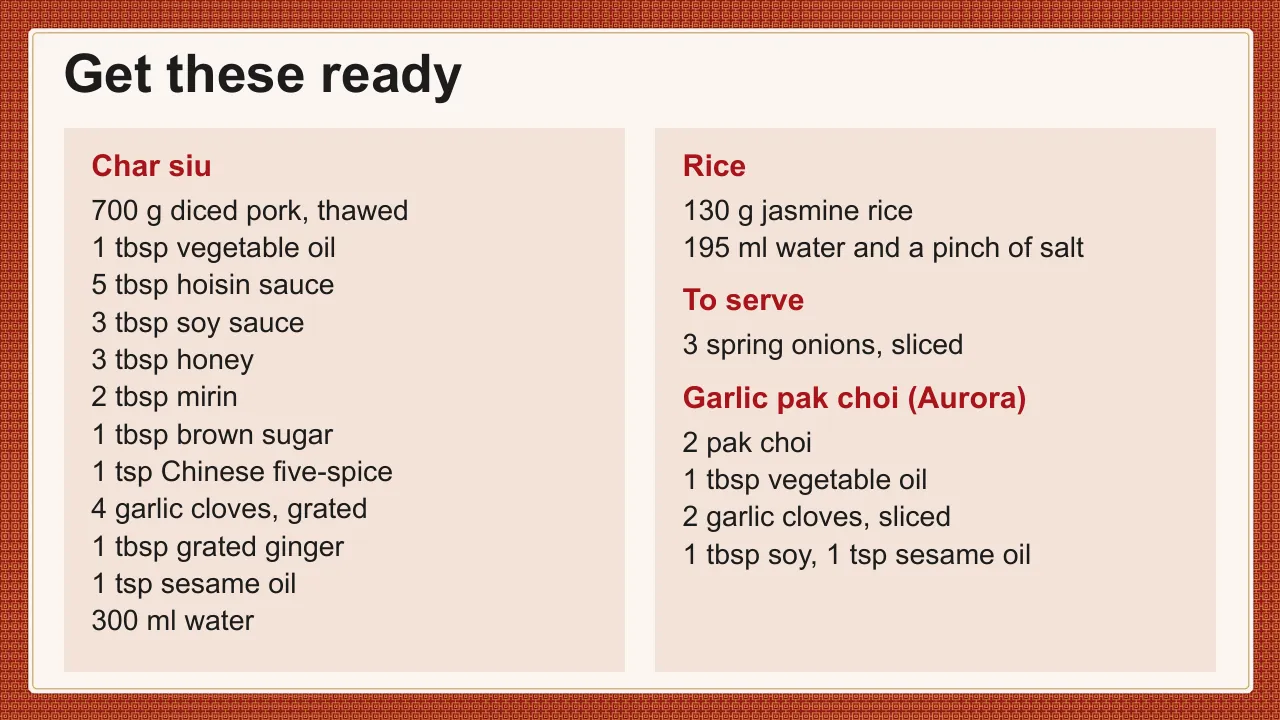 Get these ready
Char siu
700 g diced pork, thawed
1 tbsp vegetable oil
5 tbsp hoisin sauce
3 tbsp soy sauce
3 tbsp honey
2 tbsp mirin
1 tbsp brown sugar
1 tsp Chinese five-spice
4 garlic cloves, grated
1 tbsp grated ginger
1 tsp sesame oil
300 ml water
Rice
130 g jasmine rice
195 ml water and a pinch of salt
To serve
3 spring onions, sliced
Garlic pak choi (Aurora)
2 pak choi
1 tbsp vegetable oil
2 garlic cloves, sliced
1 tbsp soy, 1 tsp sesame oil